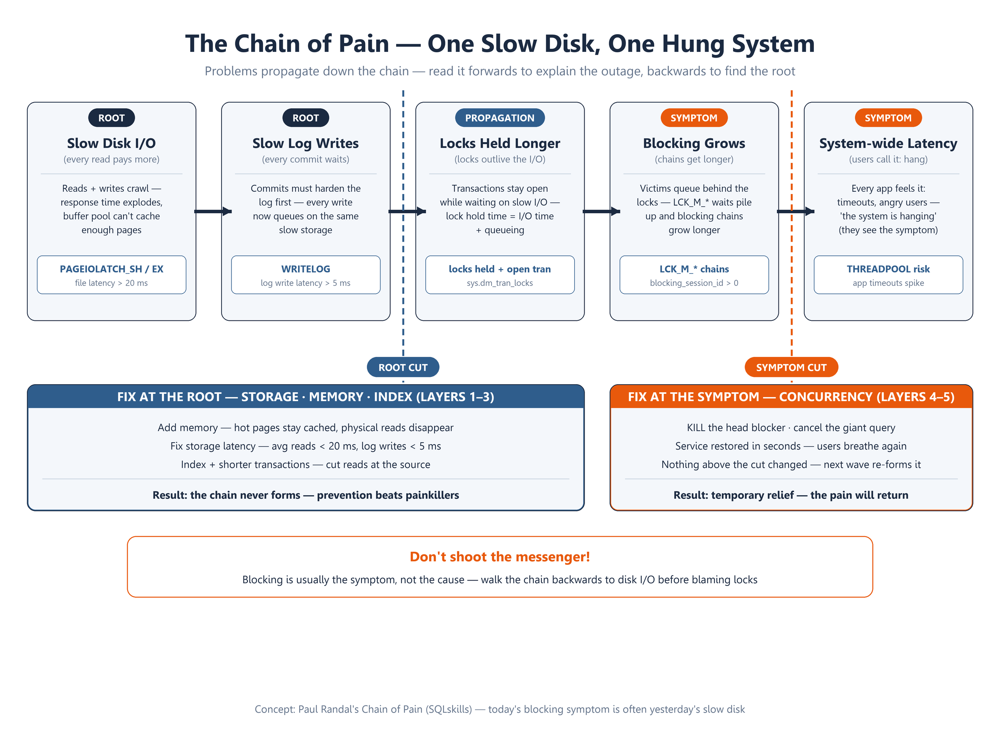 The Chain of Pain — One Slow Disk, One Hung System
Problems propagate down the chain — read it forwards to explain the outage, backwards to find the root
ROOT
Slow Disk I/O
(every read pays more)
Reads + writes crawl —
response time explodes,
buffer pool can't cache
enough pages
PAGEIOLATCH_SH / EX
file latency > 20 ms
ROOT
Slow Log Writes
(every commit waits)
Commits must harden the
log first — every write
now queues on the same
slow storage
WRITELOG
log write latency > 5 ms
PROPAGATION
Locks Held Longer
(locks outlive the I/O)
Transactions stay open
while waiting on slow I/O —
lock hold time = I/O time
+ queueing
locks held + open tran
sys.dm_tran_locks
SYMPTOM
Blocking Grows
(chains get longer)
Victims queue behind the
locks — LCK_M_* waits pile
up and blocking chains
grow longer
LCK_M_* chains
blocking_session_id > 0
SYMPTOM
System-wide Latency
(users call it: hang)
Every app feels it:
timeouts, angry users —
'the system is hanging'
(they see the symptom)
THREADPOOL risk
app timeouts spike
ROOT CUT
SYMPTOM CUT
FIX AT THE ROOT — STORAGE · MEMORY · INDEX (LAYERS 1–3)
Add memory — hot pages stay cached, physical reads disappear
Fix storage latency — avg reads < 20 ms, log writes < 5 ms
Index + shorter transactions — cut reads at the source
Result: the chain never forms — prevention beats painkillers
FIX AT THE SYMPTOM — CONCURRENCY (LAYERS 4–5)
KILL the head blocker · cancel the giant query
Service restored in seconds — users breathe again
Nothing above the cut changed — next wave re-forms it
Result: temporary relief — the pain will return
Don't shoot the messenger!
Blocking is usually the symptom, not the cause — walk the chain backwards to disk I/O before blaming locks
Concept: Paul Randal's Chain of Pain (SQLskills) — today's blocking symptom is often yesterday's slow disk